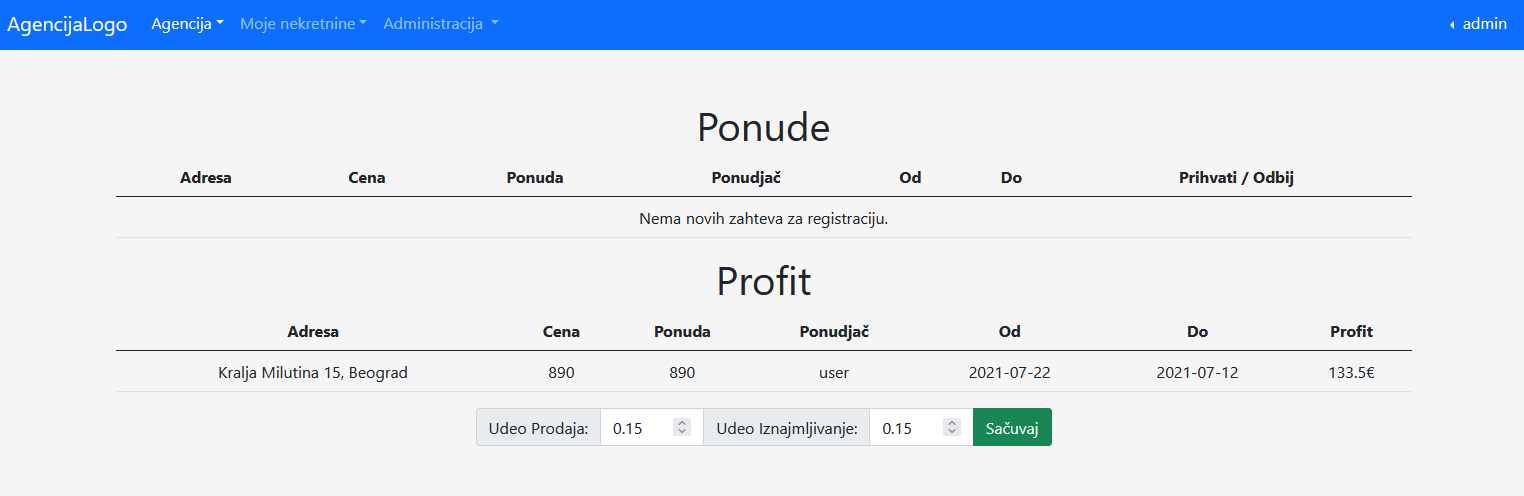 AgencijaLogo Agencija Moje nekretnine Administracija admin
Ponude
Adresa Cena Ponuda Ponudjač Od Do Prihvati / Odbij
Nema novih zahteva za registraciju.
Profit
Adresa Cena Ponuda Ponudjač Od Do Profit
Kralja Milutina 15, Beograd 890 890 user 2021-07-22 2021-07-12 133.5€
Udeo Prodaja: 0.15 Udeo Iznajmljivanje: 0.15 Sačuvaj